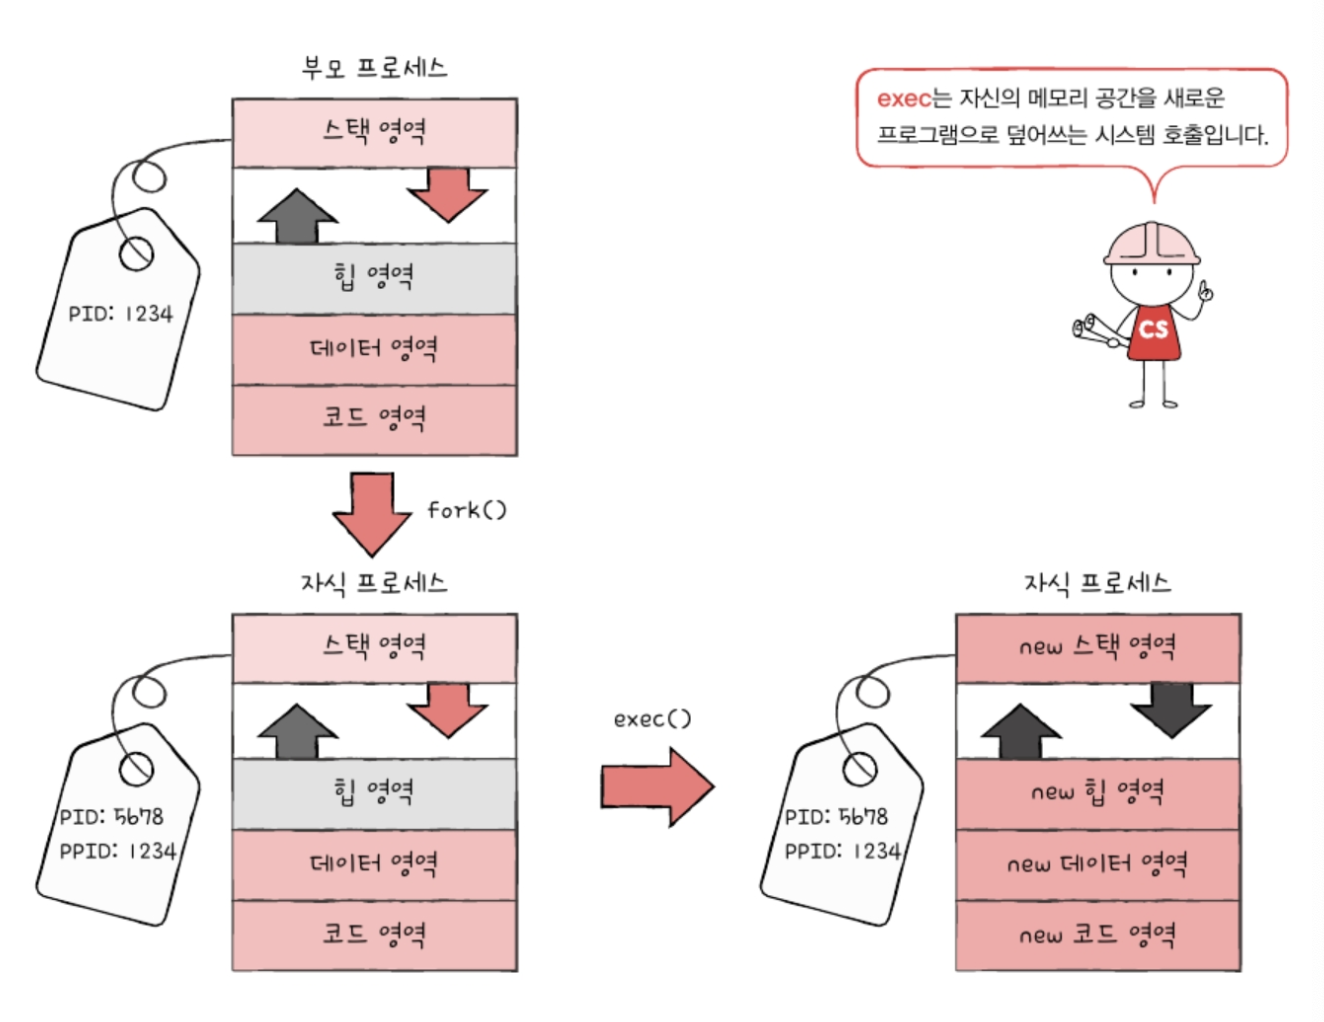 부모 프로세스
스택 영역
힙 영역
데이터 영역
코드 영역
PID: 1234
exec는 자신의 메모리 공간을 새로운
프로그램으로 덮어쓰는 시스템 호출입니다.
CS
fork()
자식 프로세스
스택 영역
힙 영역
데이터 영역
코드 영역
PID: 5678
PPID: 1234
exec()
자식 프로세스
new 스택 영역
new 힙 영역
new 데이터 영역
new 코드 영역
PID: 5678
PPID: 1234